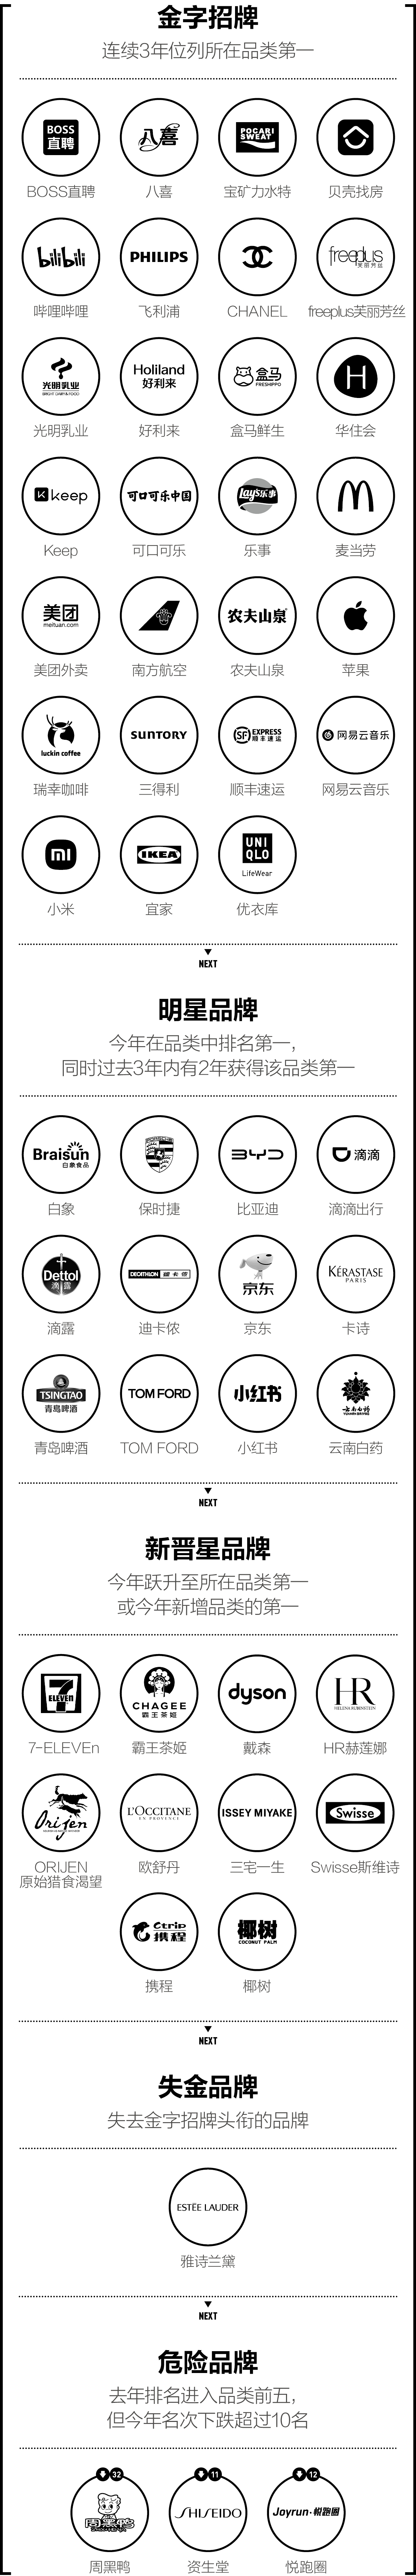 金字招牌
连续3年位列所在品类第一
BOSS
直聘
八喜
POCARI
SWEAT
BOSS直聘
八喜
宝矿力水特
贝壳找房
bilibili
PHILIPS
freeplus
芙丽芳丝
哔哩哔哩
飞利浦
CHANEL
freeplus芙丽芳丝
光明乳业
BRIGHT DAIRY&FOOD
Holiland
好利来
盒马
FRESHIPPO
H
光明乳业
好利来
盒马鲜生
华住会
K keep
可口可乐中国
Lay's乐事
Keep
可口可乐
乐事
麦当劳
美团
meituan.com
农夫山泉
美团外卖
南方航空
农夫山泉
苹果
luckin coffee
SUNTORY
SF EXPRESS
顺丰速运
网易云音乐
瑞幸咖啡
三得利
顺丰速运
网易云音乐
mi
IKEA
UNI
QLO
LifeWear
小米
宜家
优衣库
NEXT
明星品牌
今年在品类中排名第一，
同时过去3年内有2年获得该品类第一
Braisun
白象食品
BYD
滴滴
白象
保时捷
比亚迪
滴滴出行
Dettol
滴露
DECATHLON 迪卡侬
京东
KÉRASTASE
PARIS
滴露
迪卡侬
京东
卡诗
TSINGTAO
青岛啤酒
TOM FORD
小红书
云南白药
YUNNAN BAIYAO
青岛啤酒
TOM FORD
小红书
云南白药
NEXT
新晋星品牌
今年跃升至所在品类第一
或今年新增品类的第一
7
ELEVEn
CHAGEE
霸王茶姬
dyson
HR
HELENA RUBINSTEIN
7-ELEVEn
霸王茶姬
戴森
HR赫莲娜
Orijen
L'OCCITANE
EN PROVENCE
ISSEY MIYAKE
Swisse
ORIJEN
原始猎食渴望
欧舒丹
三宅一生
Swisse斯维诗
Ctrip
携程
椰树
COCONUT PALM
携程
椰树
NEXT
失金品牌
失去金字招牌头衔的品牌
ESTĒE LAUDER
雅诗兰黛
NEXT
危险品牌
去年排名进入品类前五，
但今年名次下跌超过10名
32
11
12
周黑鸭
SHISEIDO
Joyrun·悦跑圈
周黑鸭
资生堂
悦跑圈